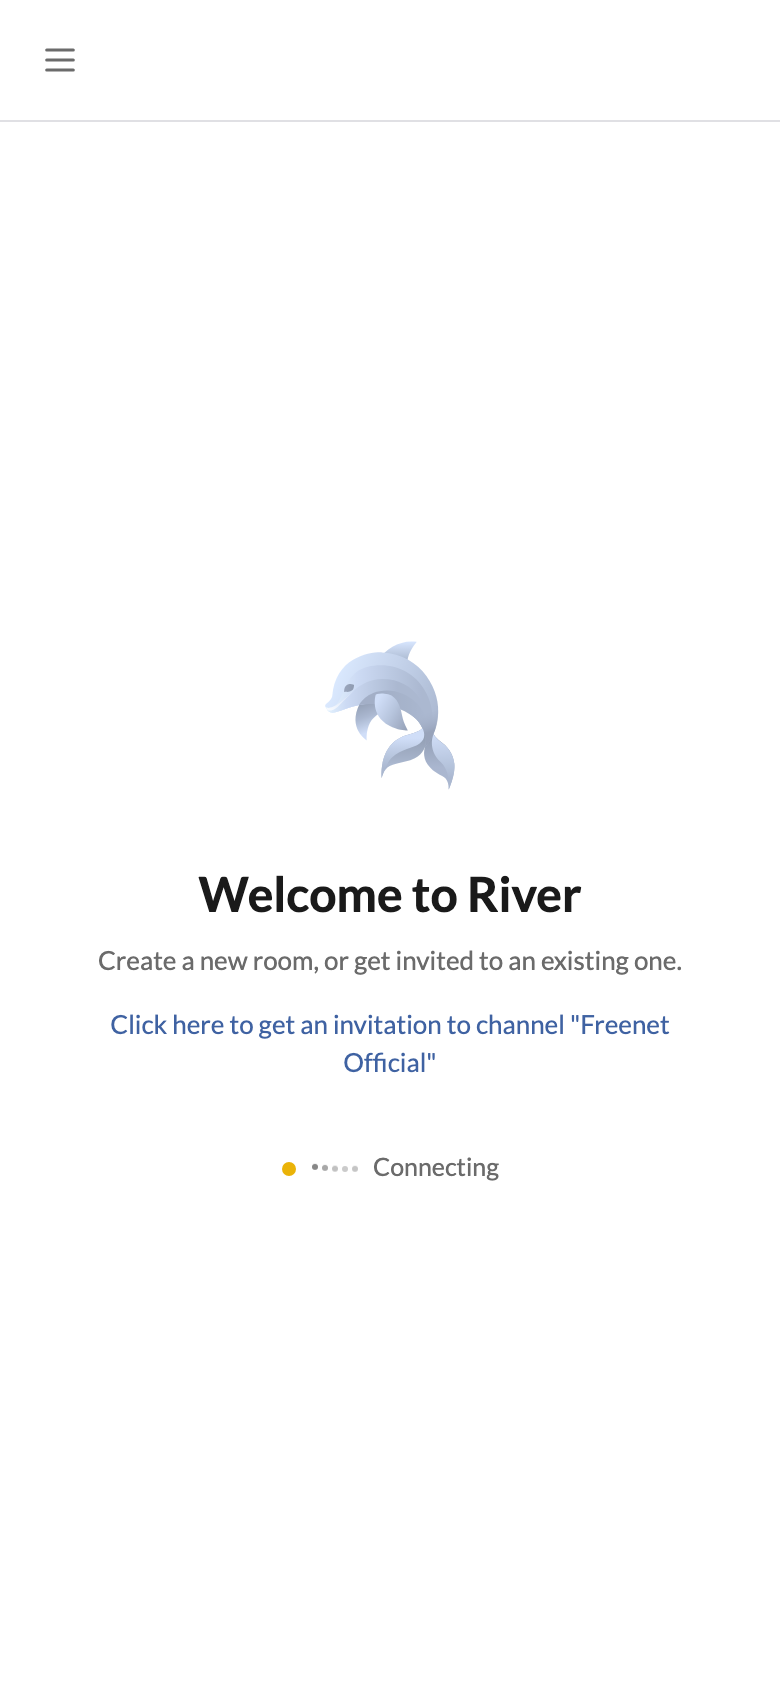 Welcome to River
Create a new room, or get invited to an existing one.
Click here to get an invitation to channel "Freenet
Official"
Connecting